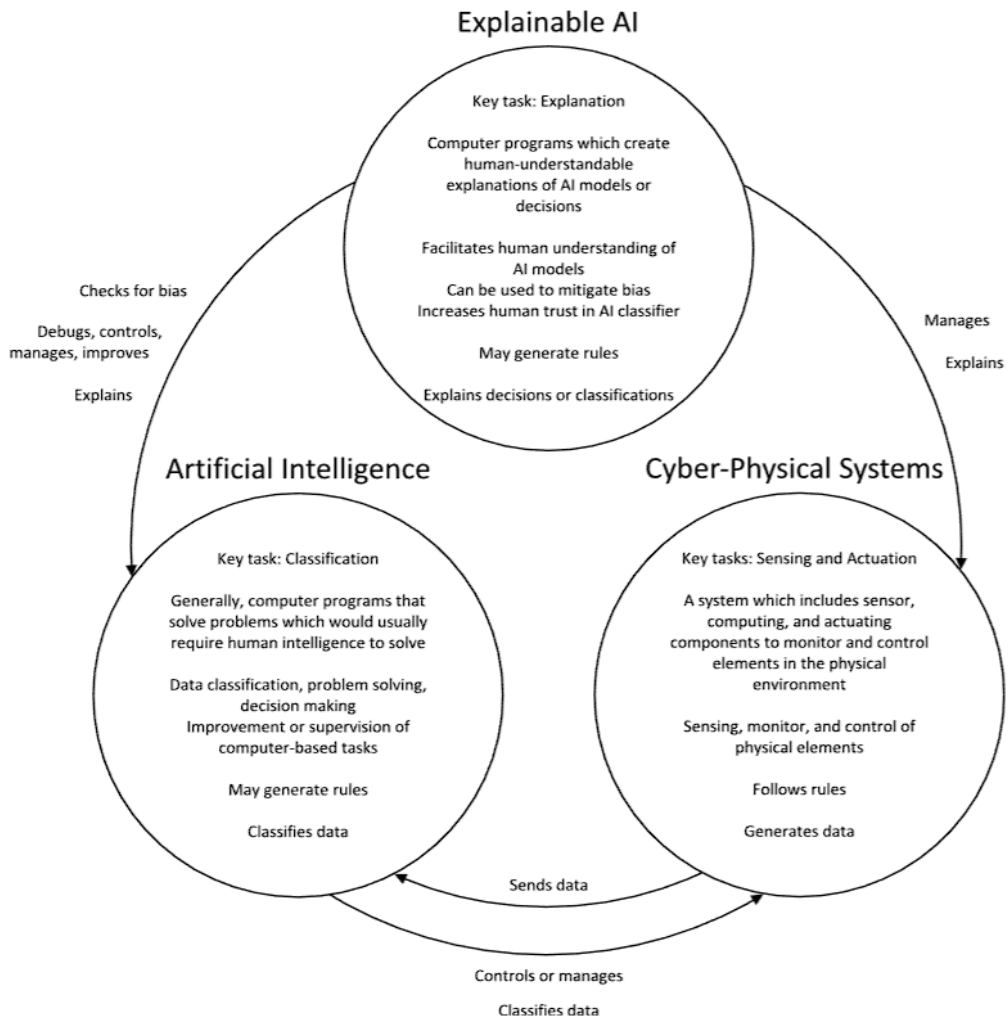 Explainable AI
Key task: Explanation
Computer programs which create
human-understandable
explanations of AI models or
decisions
Facilitates human understanding of
AI models
Can be used to mitigate bias
Increases human trust in AI classifier
May generate rules
Explains decisions or classifications
Checks for bias
Debugs, controls,
manages, improves
Explains
Manages
Explains
Artificial Intelligence
Key task: Classification
Generally, computer programs that
solve problems which would usually
require human intelligence to solve
Data classification, problem solving,
decision making
Improvement or supervision of
computer-based tasks
May generate rules
Classifies data
Cyber-Physical Systems
Key tasks: Sensing and Actuation
A system which includes sensor,
computing, and actuating
components to monitor and control
elements in the physical
environment
Sensing, monitor, and control of
physical elements
Follows rules
Generates data
Sends data
Controls or manages
Classifies data